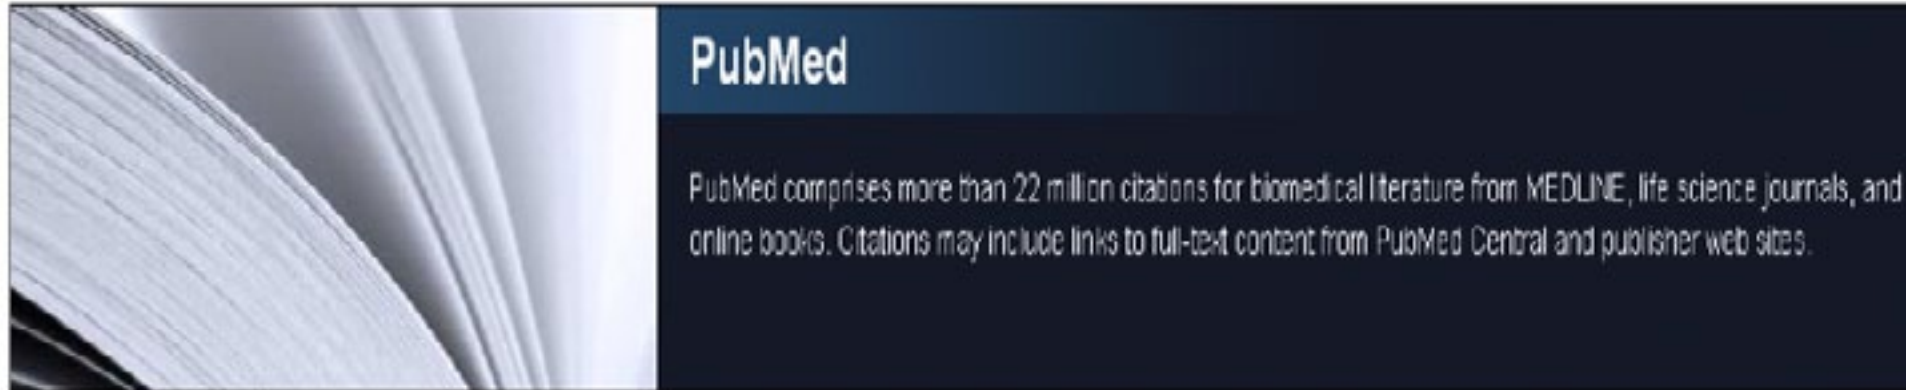 PubMed
PubMed comprises more than 22 million citations for biomedical literature from MEDLINE, life science journals, and
online books. Citations may include links to full-text content from PubMed Central and publisher web sites.